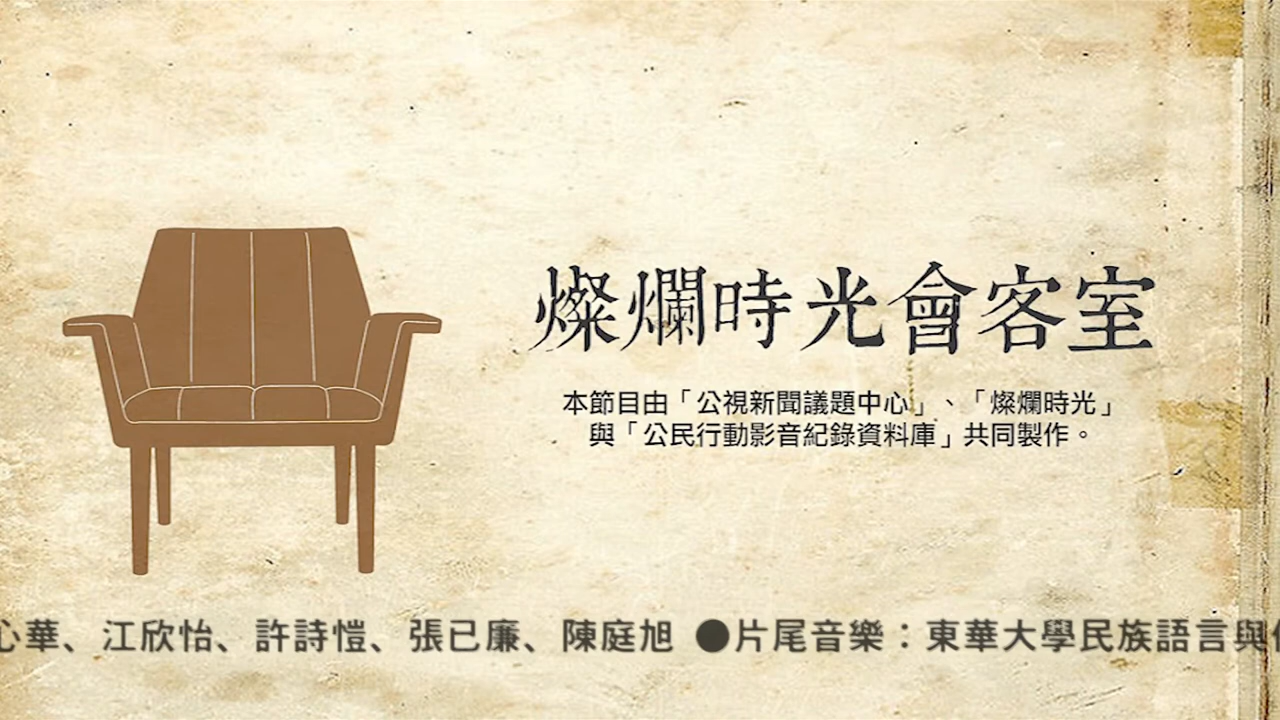 燦爛時光會客室
本節目由「公視新聞議題中心」、「燦爛時光」
與「公民行動影音紀錄資料庫」共同製作。
心華、江欣怡、許詩愷、張已廉、陳庭旭 ●片尾音樂：東華大學民族語言與